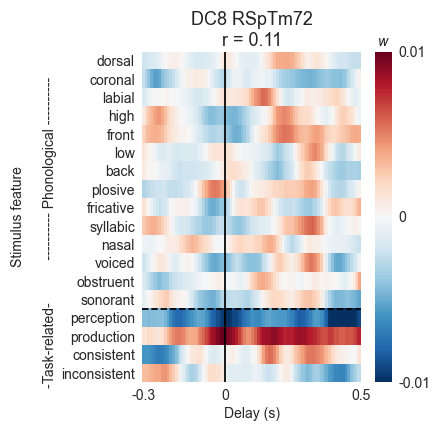 DC8 RSpTm72
r = 0.11
w
dorsal
coronal
labial
high
front
low
back
plosive
fricative
syllabic
nasal
voiced
obstruent
sonorant
perception
production
consistent
inconsistent
Stimulus feature
-Task-related- ---------- Phonological ----------
0.01
0
-0.01
-0.3
0
0.5
Delay (s)